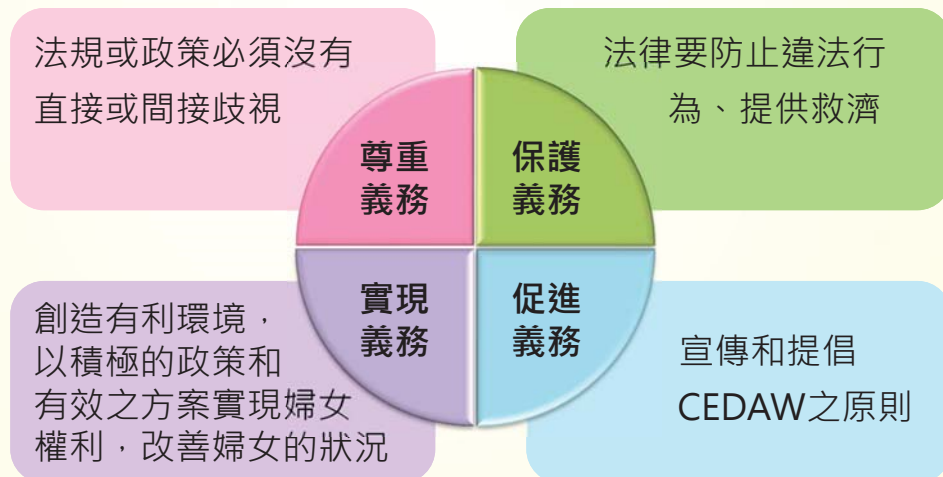 法規或政策必須沒有
直接或間接歧視
法律要防止違法行
為、提供救濟
尊重
義務
保護
義務
實現
義務
促進
義務
創造有利環境，
以積極的政策和
有效之方案實現婦女
權利，改善婦女的狀況
宣傳和提倡
CEDAW之原則